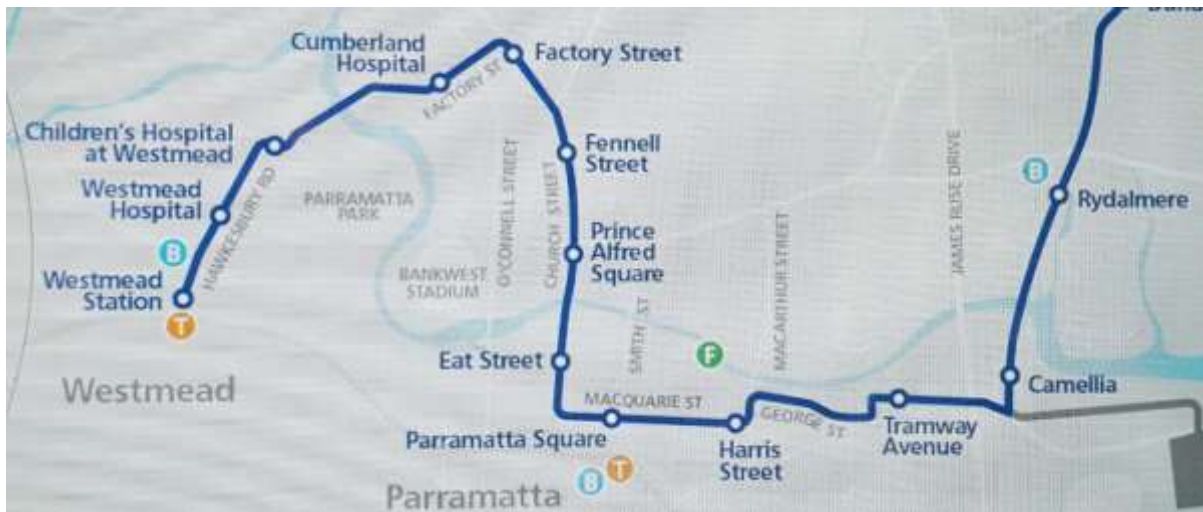 Cumberland
Hospital
Factory Street
FACTORY ST
Children's Hospital
at Westmead
Fennell
Street
O'CONNELL STREET
CHURCH STREET
JAMES RUSE DRIVE
B
Rydalmere
Westmead
Hospital
HAWKESBURY RD
PARRAMATTA
PARK
Prince
Alfred
Square
MACARTHUR STREET
B
Westmead
Station
T
BANKWEST
STADIUM
SMITH ST
Eat Street
F
Westmead
Camellia
MACQUARIE ST
GEORGE ST
Parramatta Square
Harris
Street
Tramway
Avenue
B
T
Parramatta